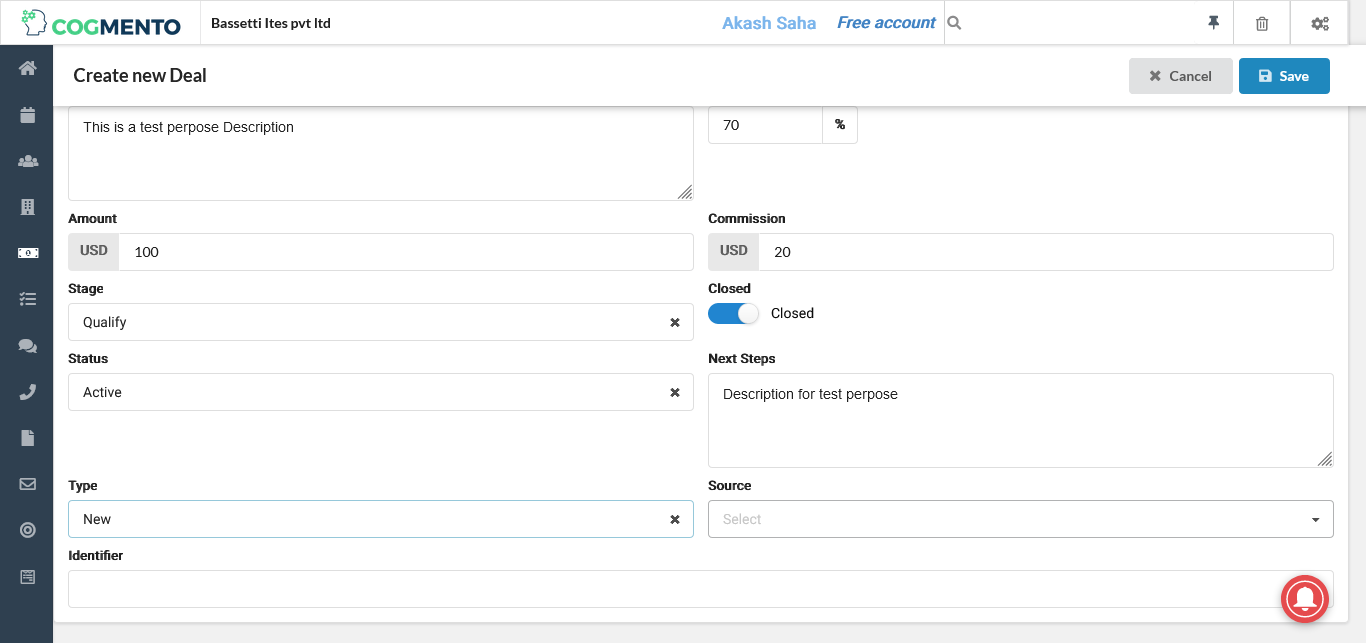 COGMENTO
Bassetti Ites pvt ltd
Akash Saha
Free account
Create new Deal
Cancel
Save
This is a test perpose Description
70
%
Amount
Commission
USD
100
USD
20
Stage
Closed
Qualify
Closed
Status
Next Steps
Active
Description for test perpose
Type
Source
New
Select
Identifier